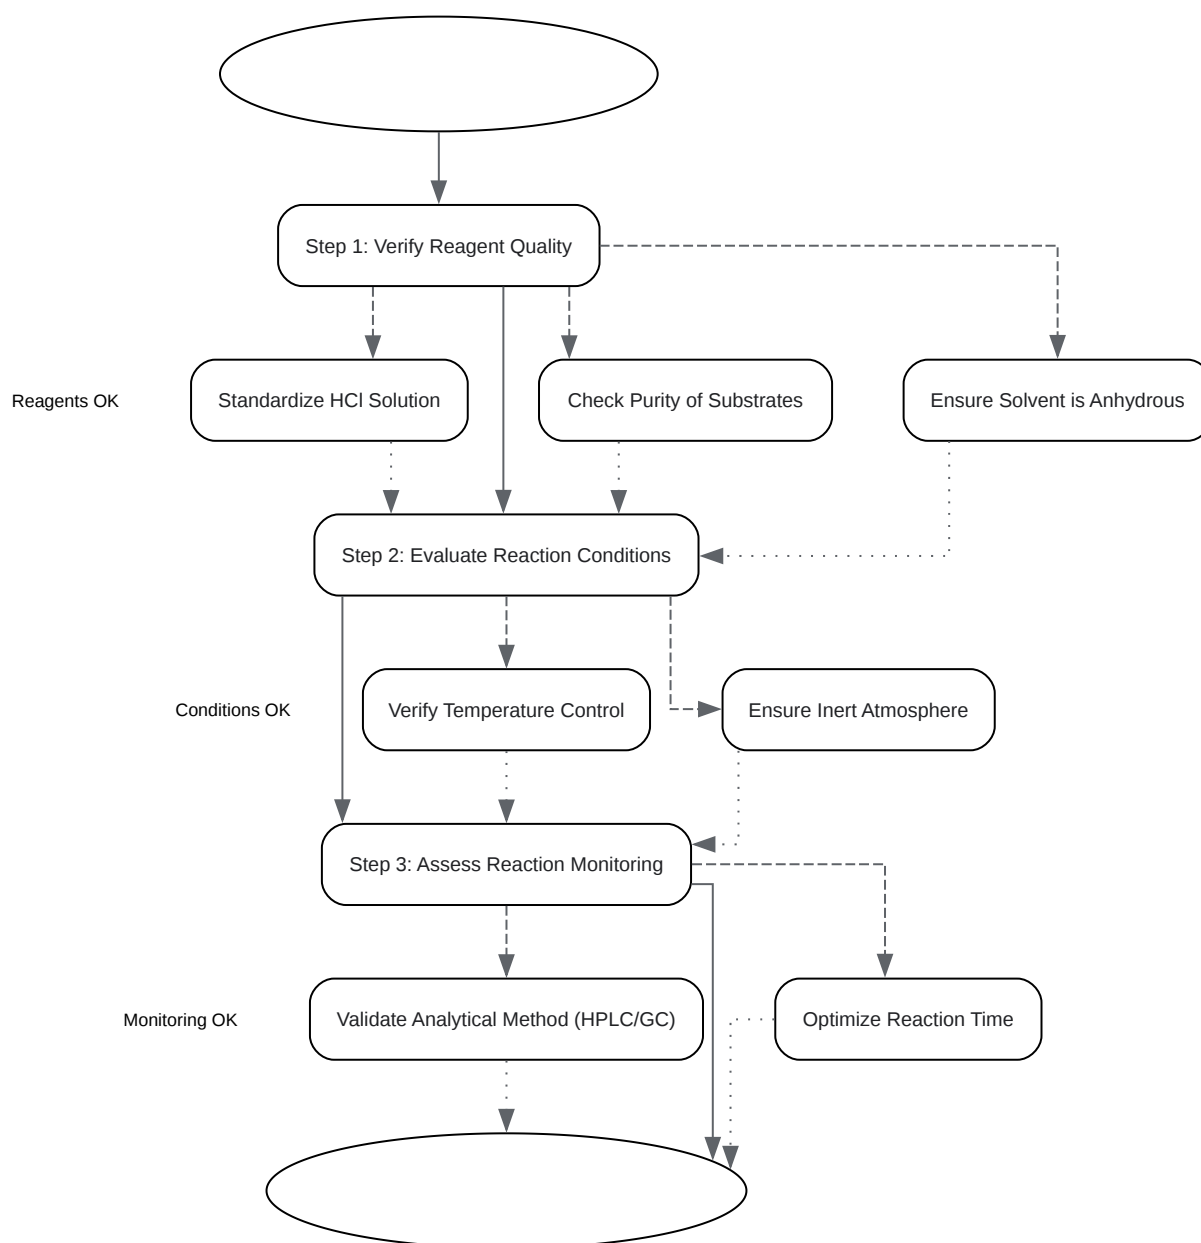 Step 1: Verify Reagent Quality
Reagents OK
Standardize HCl Solution
Check Purity of Substrates
Ensure Solvent is Anhydrous
Step 2: Evaluate Reaction Conditions
Conditions OK
Verify Temperature Control
Ensure Inert Atmosphere
Step 3: Assess Reaction Monitoring
Monitoring OK
Validate Analytical Method (HPLC/GC)
Optimize Reaction Time